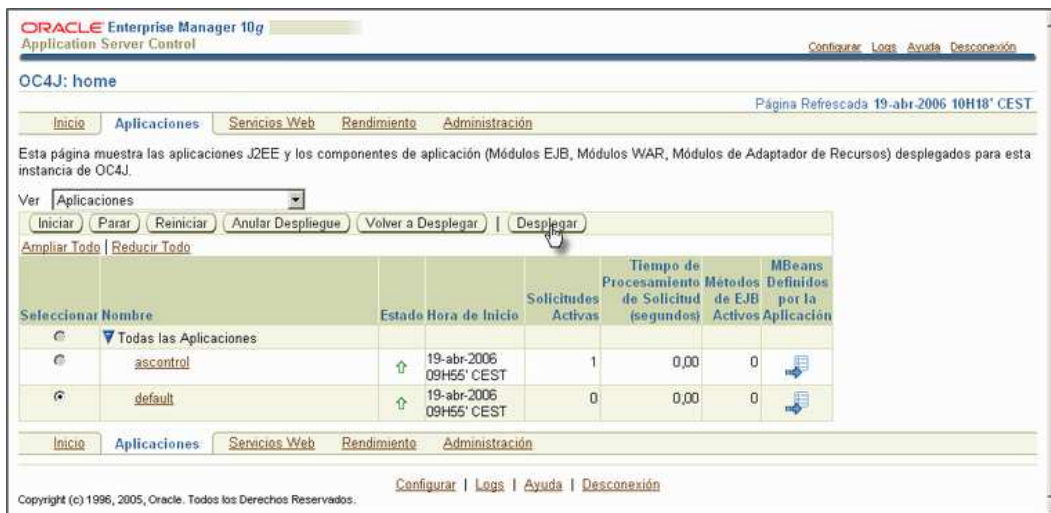 ORACLE Enterprise Manager 10g
Application Server Control
Configurar Logs Ayuda Desconexión
OC4J: home
Página Refrescada 19-abr-2006 10H18' CEST
Inicio Aplicaciones Servicios Web Rendimiento Administración
Esta página muestra las aplicaciones J2EE y los componentes de aplicación (Módulos EJB, Módulos WAR, Módulos de Adaptador de Recursos) desplegados para esta
instancia de OC4J.
Ver Aplicaciones
Iniciar Parar Reiniciar Anular Despliegue Volver a Desplegar | Desplegar
Ampliar Todo | Reducir Todo
Seleccionar Nombre Estado Hora de Inicio Solicitudes Activas Tiempo de Procesamiento de Solicitud (segundos) Métodos de EJB Activos MBeans Definidos por la Aplicación
Todas las Aplicaciones
ascontrol 19-abr-2006 09H55' CEST 1 0,00 0
default 19-abr-2006 09H55' CEST 0 0,00 0
Inicio Aplicaciones Servicios Web Rendimiento Administración
Configurar | Logs | Ayuda | Desconexión
Copyright (c) 1996, 2005, Oracle. Todos los Derechos Reservados.